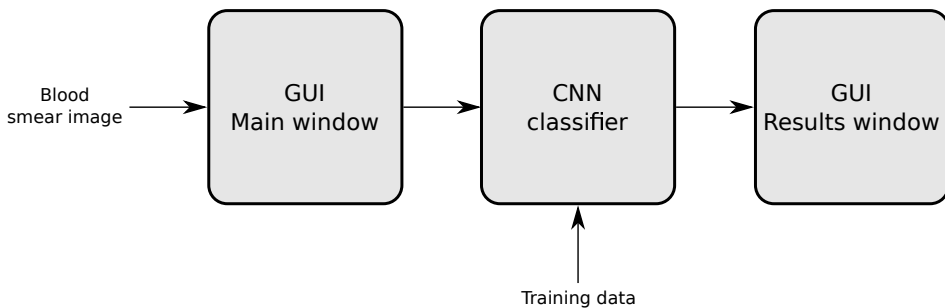 Blood
smear image
GUI
Main window
CNN
classifier
GUI
Results window
Training data